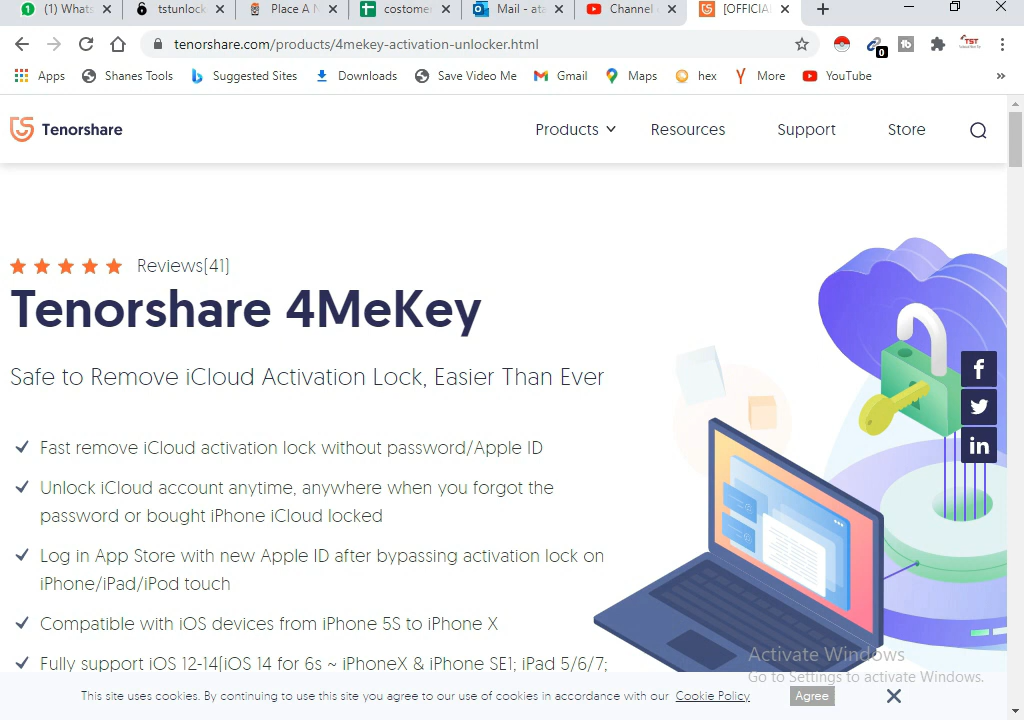 (1) Whats
tstunlock
Place A N
costome
Mail - ata
Channel
[OFFICIA
tenorshare.com/products/4mekey-activation-unlocker.html
0
TST
Apps
Shanes Tools
Suggested Sites
Downloads
Save Video Me
Gmail
Maps
hex
More
YouTube
»
Tenorshare
Products
Resources
Support
Store
Reviews[41]
Tenorshare 4MeKey
Safe to Remove iCloud Activation Lock, Easier Than Ever
Fast remove iCloud activation lock without password/Apple ID
Unlock iCloud account anytime, anywhere when you forgot the
password or bought iPhone iCloud locked
Log in App Store with new Apple ID after bypassing activation lock on
iPhone/iPad/iPod touch
Compatible with iOS devices from iPhone 5S to iPhone X
Fully support iOS 12-14[iOS 14 for 6s ~ iPhoneX & iPhone SE1; iPad 5/6/7;
f
in
Activate Windows
Go to Settings to activate Windows.
This site uses cookies. By continuing to use this site you agree to our use of cookies in accordance with our Cookie Policy.
Agree